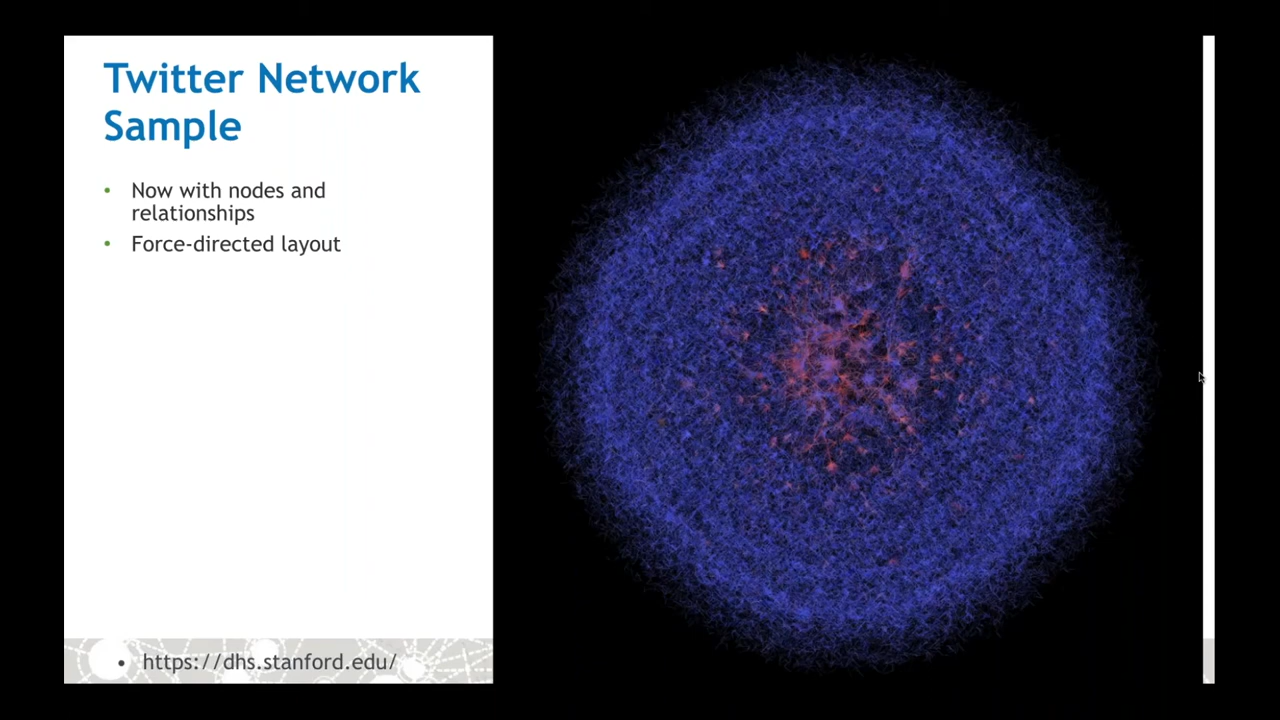 Twitter Network
Sample
• Now with nodes and
relationships
• Force-directed layout
• https://dhs.stanford.edu/